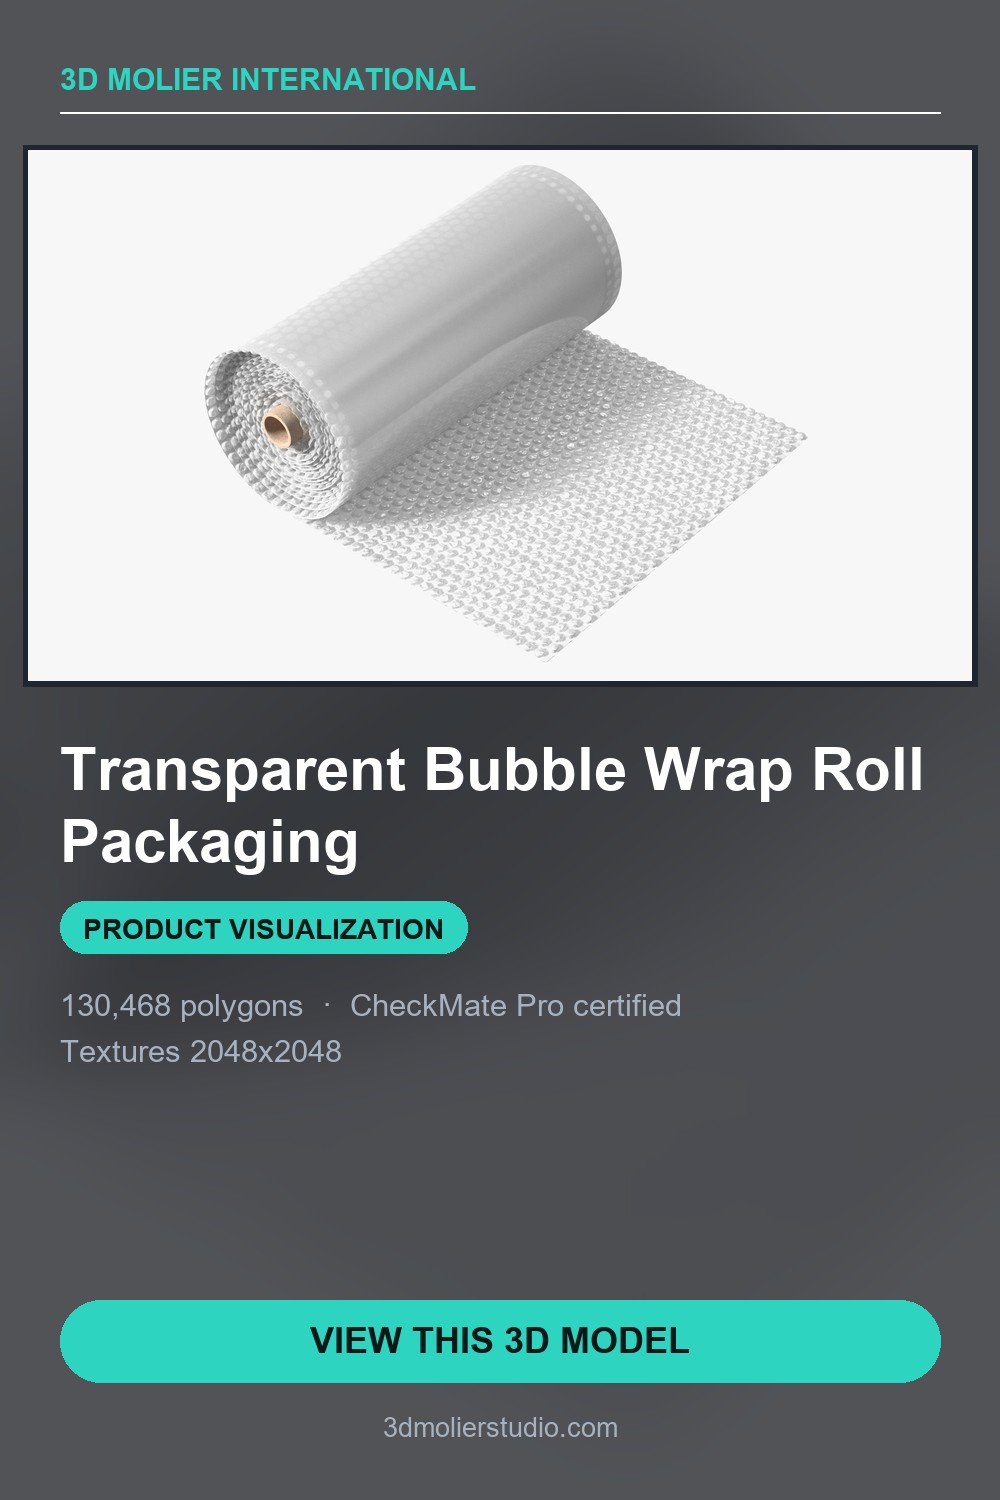 3D MOLIER INTERNATIONAL
Transparent Bubble Wrap Roll
Packaging
PRODUCT VISUALIZATION
130,468 polygons · CheckMate Pro certified
Textures 2048x2048
VIEW THIS 3D MODEL
3dmolierstudio.com